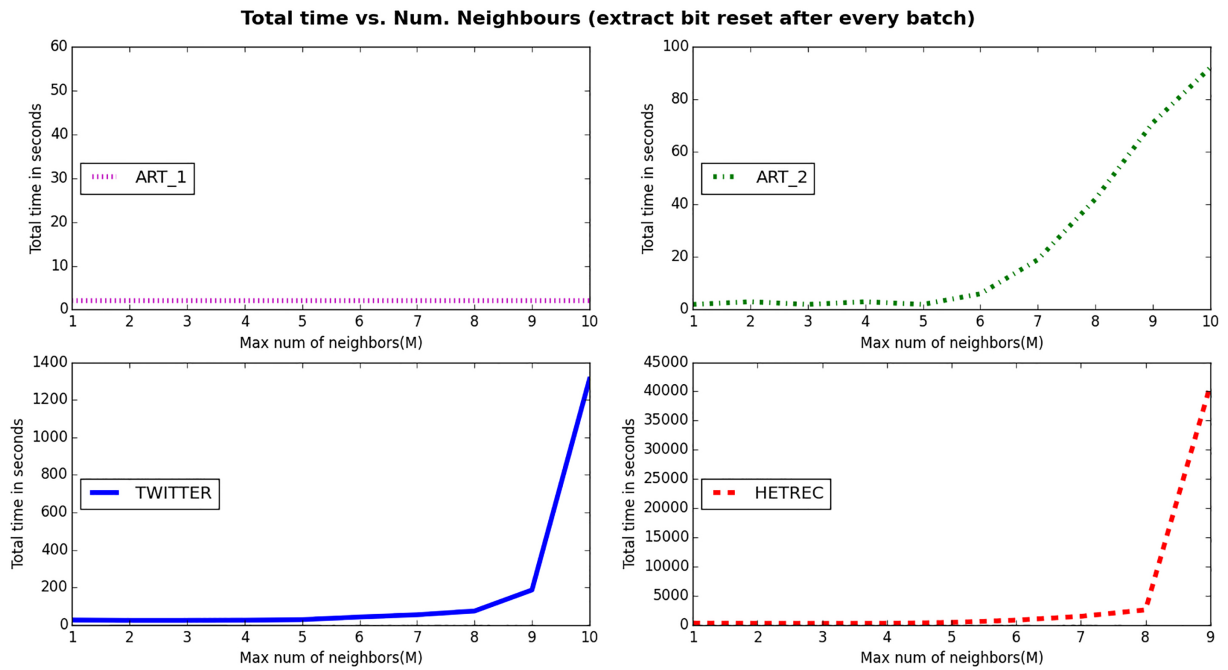 Total time vs. Num. Neighbours (extract bit reset after every batch)
60
50
40
30
20
10
0
Total time in seconds
ART_1
1 2 3 4 5 6 7 8 9 10
Max num of neighbors(M)
100
80
60
40
20
0
Total time in seconds
ART_2
1 2 3 4 5 6 7 8 9 10
Max num of neighbors(M)
1400
1200
1000
800
600
400
200
0
Total time in seconds
TWITTER
1 2 3 4 5 6 7 8 9 10
Max num of neighbors(M)
45000
40000
35000
30000
25000
20000
15000
10000
5000
0
Total time in seconds
HETREC
1 2 3 4 5 6 7 8 9
Max num of neighbors(M)